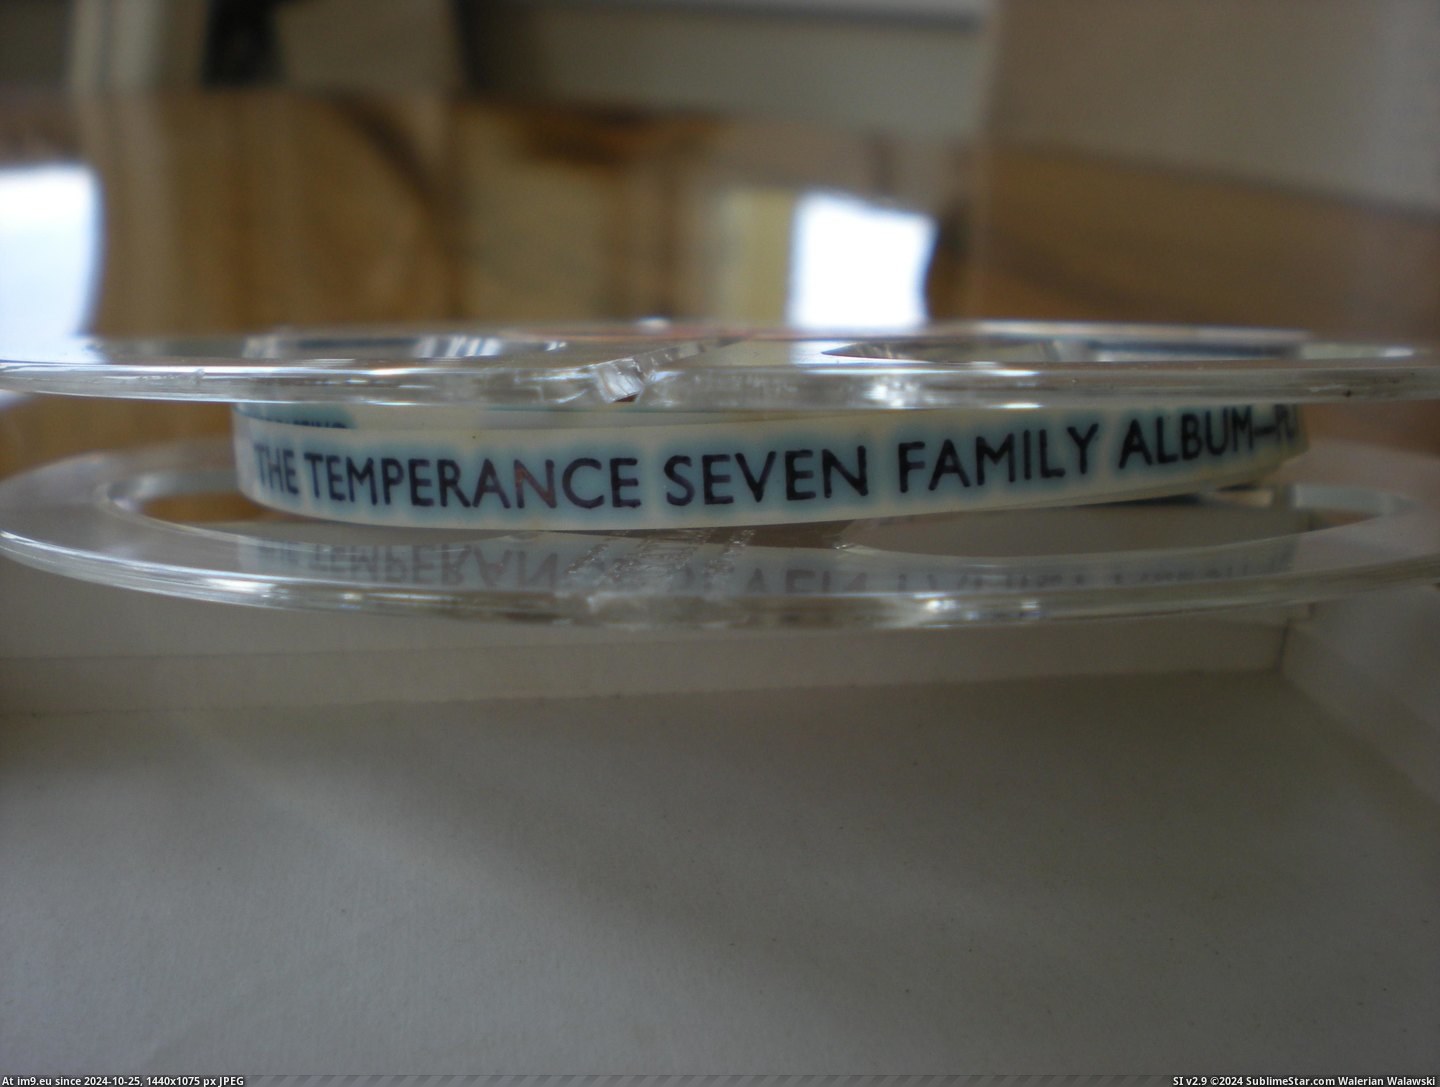 THE TEMPERANCE SEVEN FAMILY ALBUM—
At im9.eu since 2024-10-25, 1440x1075 px JPEG
SI v2.9 ©2024 SublimeStar.com Walerian Walawski